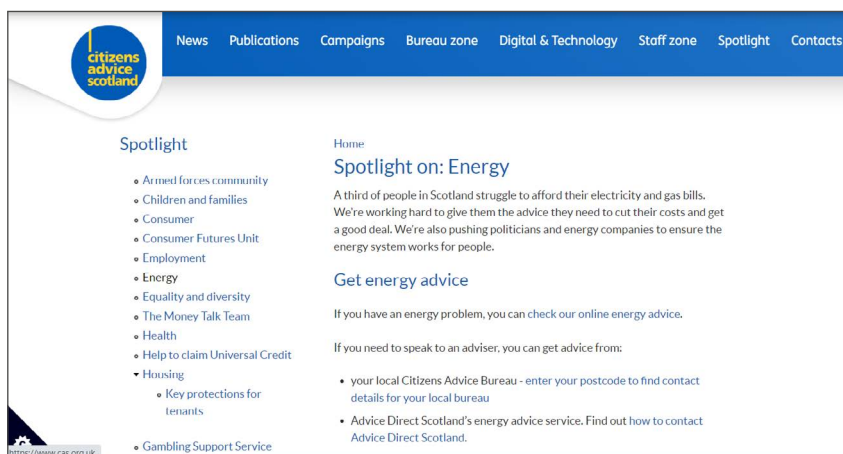 citizens
advice
scotland
News Publications Campaigns Bureau zone Digital & Technology Staff zone Spotlight Contacts
Spotlight
Armed forces community
Children and families
Consumer
Consumer Futures Unit
Employment
Energy
Equality and diversity
The Money Talk Team
Health
Help to claim Universal Credit
Housing
Key protections for
tenants
Gambling Support Service
Home
Spotlight on: Energy
A third of people in Scotland struggle to afford their electricity and gas bills.
We're working hard to give them the advice they need to cut their costs and get
a good deal. We're also pushing politicians and energy companies to ensure the
energy system works for people.
Get energy advice
If you have an energy problem, you can check our online energy advice.
If you need to speak to an adviser, you can get advice from:
• your local Citizens Advice Bureau - enter your postcode to find contact
details for your local bureau
• Advice Direct Scotland's energy advice service. Find out how to contact
Advice Direct Scotland.
https://www.cas.org.uk